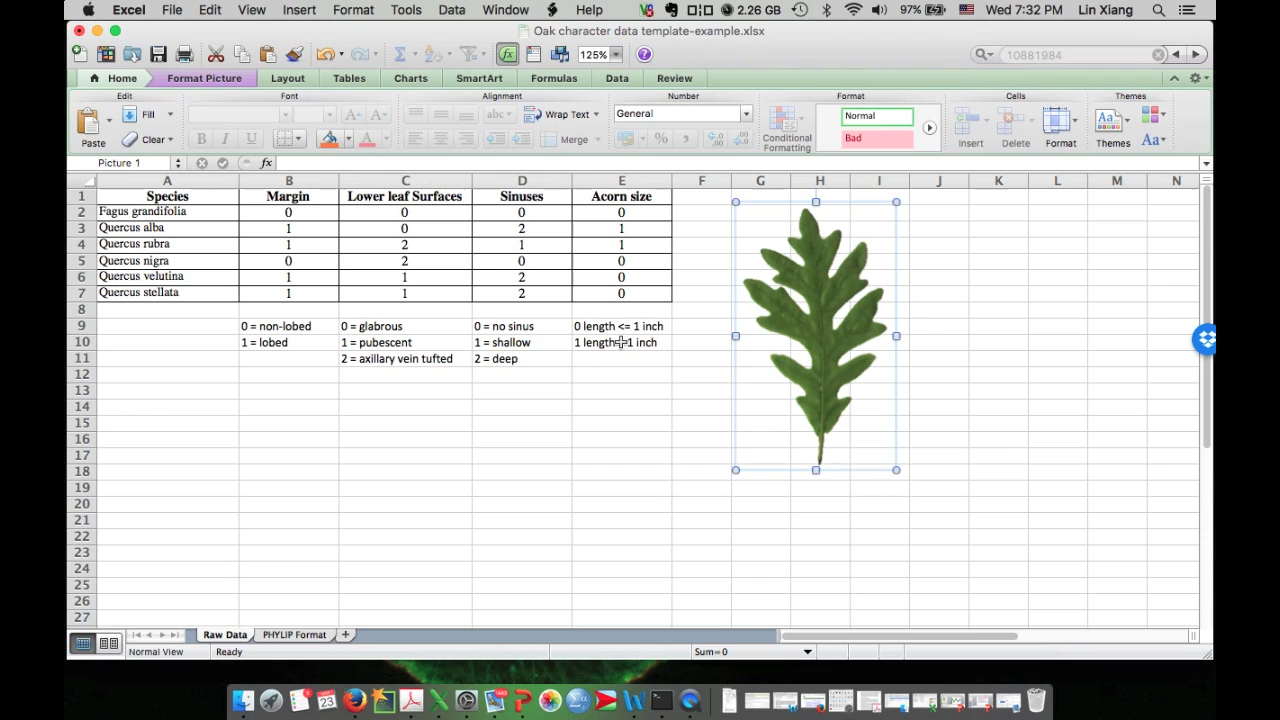 Excel File Edit View Insert Format Tools Data Window Help 2.26 GB 97% Wed 7:32 PM Lin Xiang
Oak character data template-example.xlsx
125% 10881984
Home Format Picture Layout Tables Charts SmartArt Formulas Data Review
Edit Font Alignment Number Format Cells Themes
Fill abc Wrap Text General Normal
Paste Clear B I U A A Merge % Conditional Formatting Bad Insert Delete Format Themes Aa
Picture 1 fx
A B C D E F G H I J K L M N
1 Species Margin Lower leaf Surfaces Sinuses Acorn size
2 Fagus grandifolia 0 0 0 0
3 Quercus alba 1 0 2 1
4 Quercus rubra 1 2 1 1
5 Quercus nigra 0 2 0 0
6 Quercus velutina 1 1 2 0
7 Quercus stellata 1 1 2 0
8
9 0 = non-lobed 0 = glabrous 0 = no sinus 0 length <= 1 inch
10 1 = lobed 1 = pubescent 1 = shallow 1 length 1 inch
11 2 = axillary vein tufted 2 = deep
12
13
14
15
16
17
18
19
20
21
22
23
24
25
26
27
Raw Data PHYLIP Format
Normal View Ready Sum=0